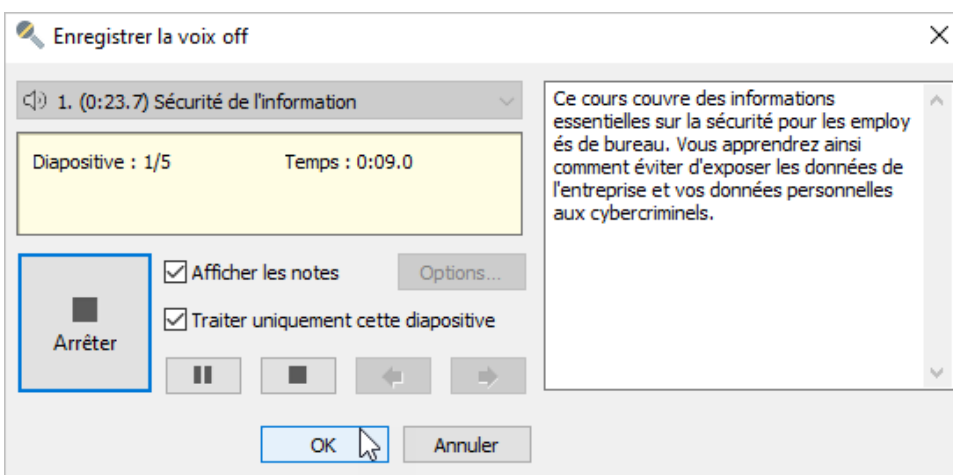 Enregistrer la voix off
1. (0:23.7) Sécurité de l'information
Diapositive : 1/5 Temps : 0:09.0
Afficher les notes Options...
Traiter uniquement cette diapositive
Arrêter
OK Annuler
Ce cours couvre des informations
essentielles sur la sécurité pour les employ
és de bureau. Vous apprendrez ainsi
comment éviter d'exposer les données de
l'entreprise et vos données personnelles
aux cybercriminels.